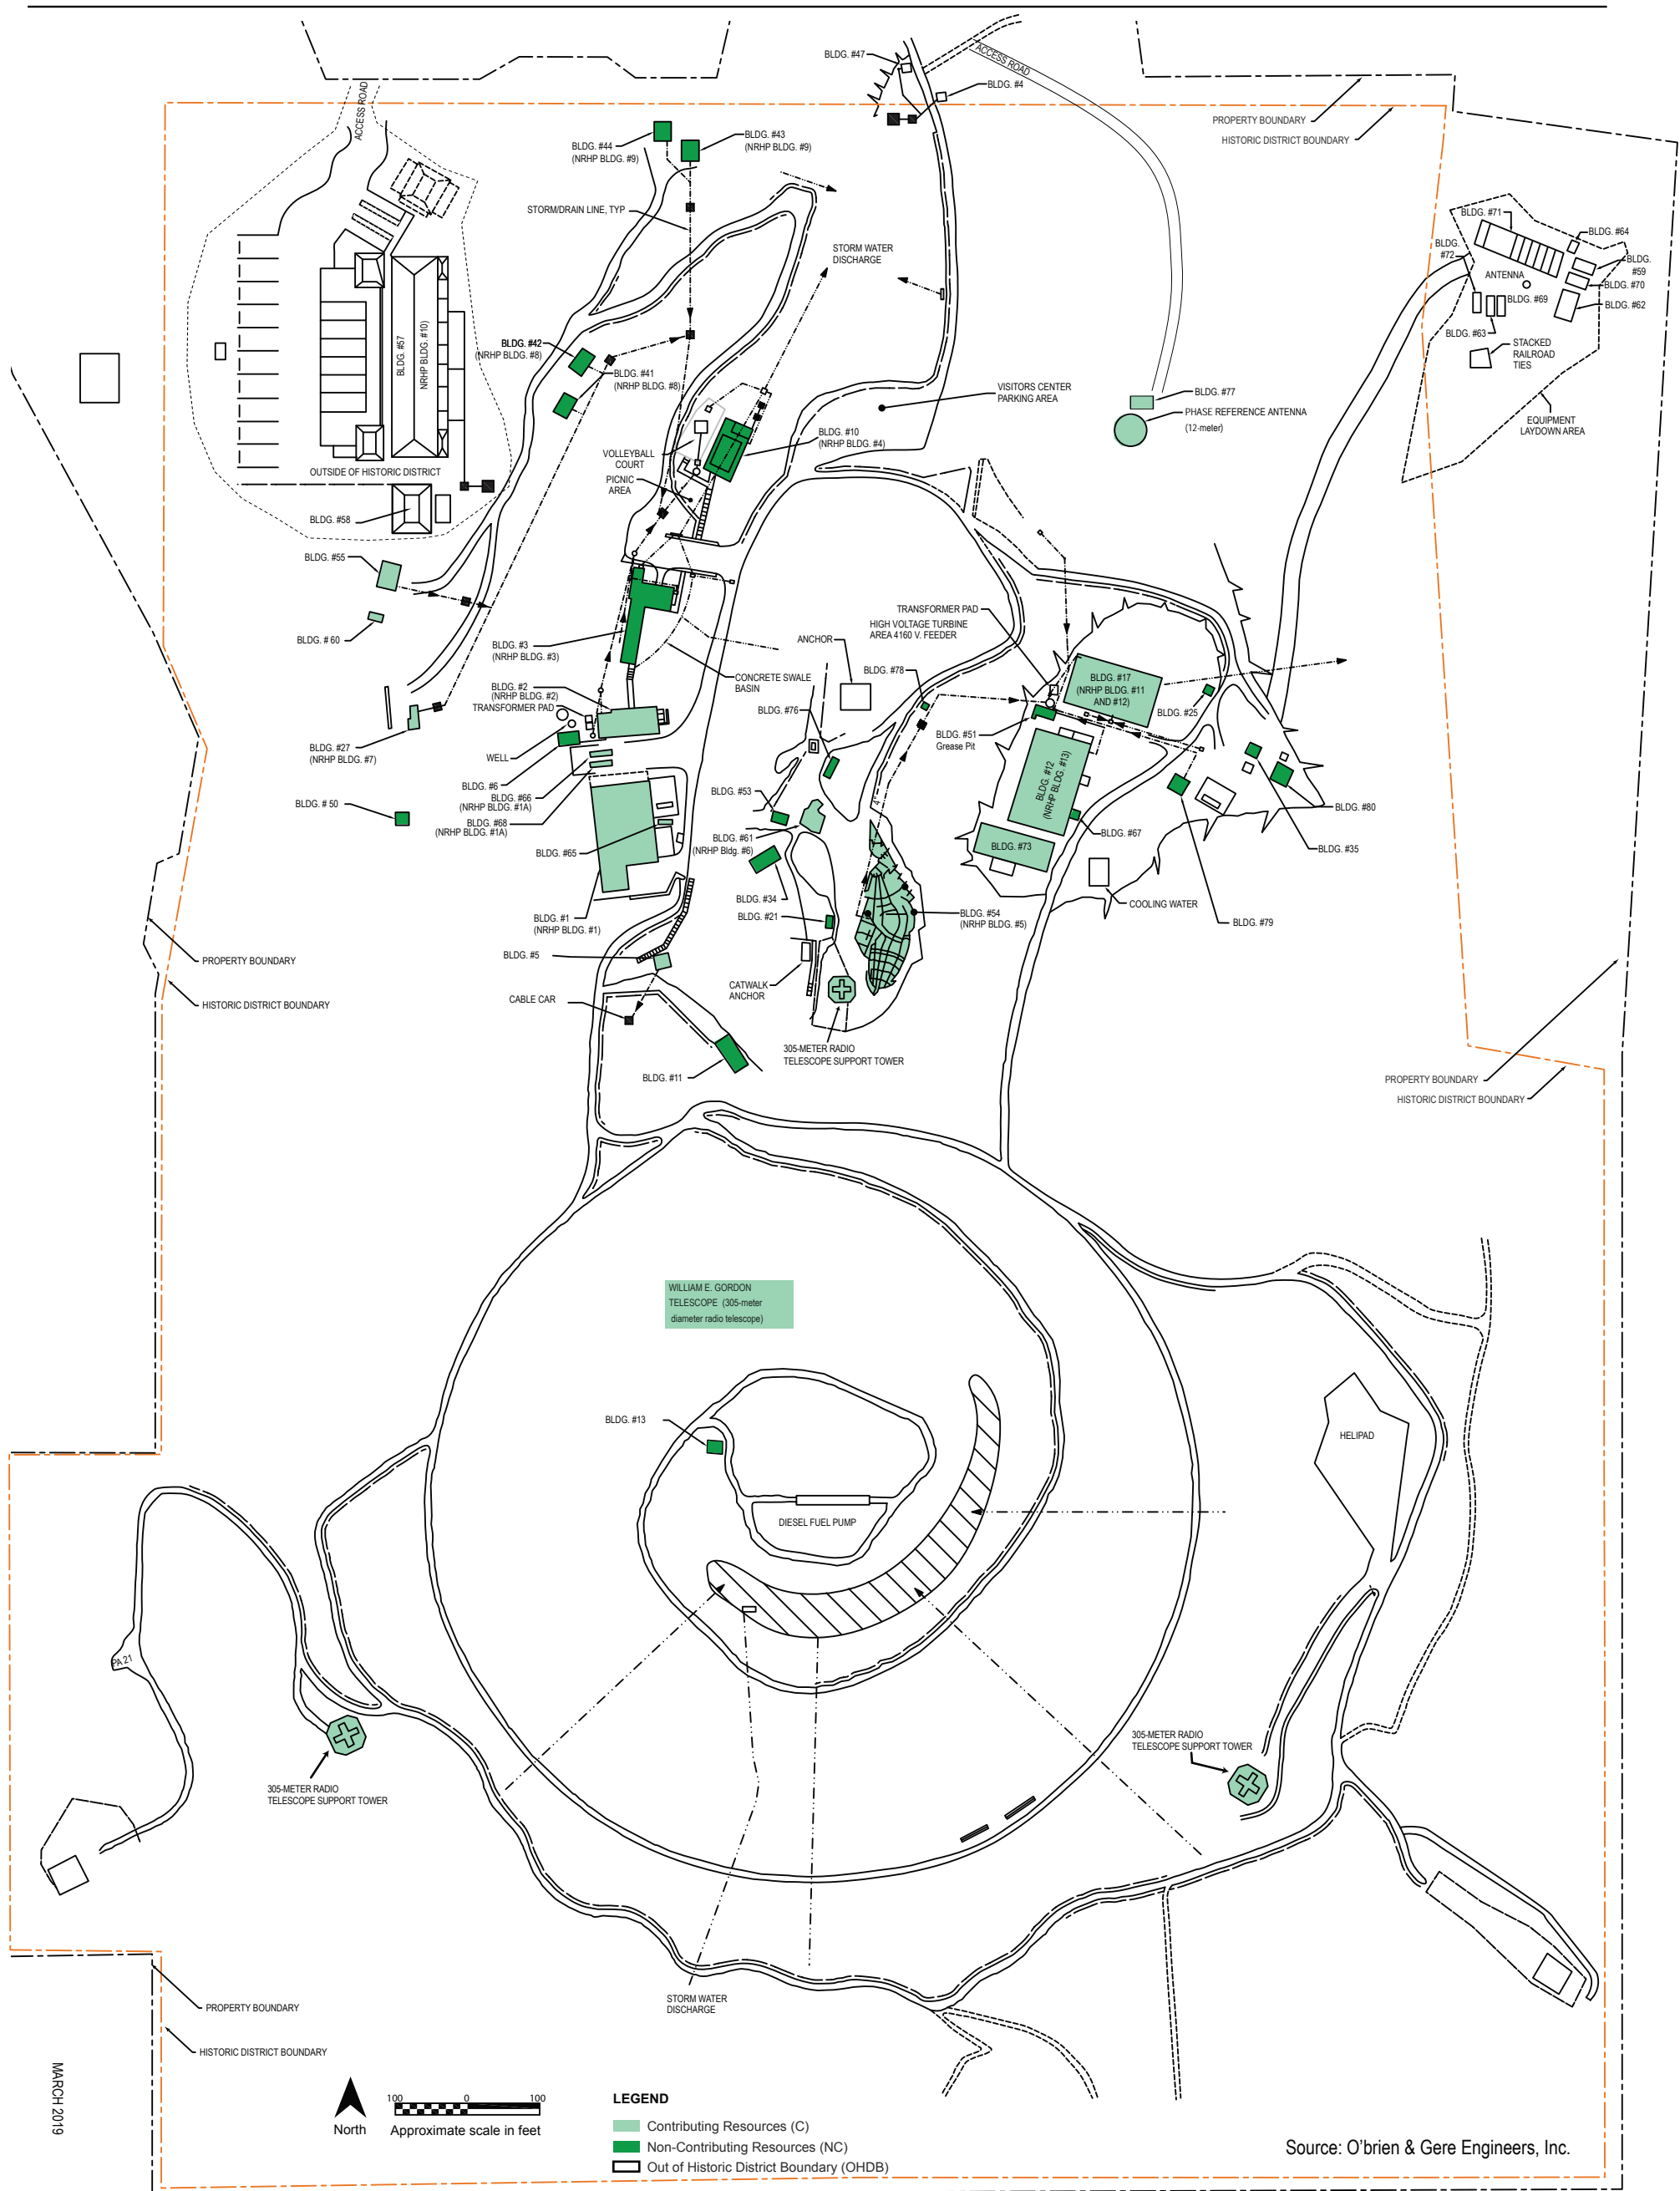 BLDG. #47
ACCESS ROAD
BLDG. #4
PROPERTY BOUNDARY
HISTORIC DISTRICT BOUNDARY
ACCESS ROAD
BLDG. #44
(NRHP BLDG. #9)
BLDG. #43
(NRHP BLDG. #9)
STORM/DRAIN LINE, TYP
STORM WATER
DISCHARGE
BLDG. #71
BLDG. #64
BLDG.
#72
BLDG.
#59
ANTENNA
BLDG. #70
BLDG. #69
BLDG. #62
BLDG. #63
STACKED
RAILROAD
TIES
EQUIPMENT
LAYDOWN AREA
BLDG. #57
NRHP BLDG. #10)
BLDG. #42
(NRHP BLDG. #8)
BLDG. #41
(NRHP BLDG. #8)
VISITORS CENTER
PARKING AREA
BLDG. #77
PHASE REFERENCE ANTENNA
(12-meter)
BLDG. #10
(NRHP BLDG. #4)
VOLLEYBALL
COURT
PICNIC
AREA
OUTSIDE OF HISTORIC DISTRICT
BLDG. #58
BLDG. #55
BLDG. # 60
BLDG. #3
(NRHP BLDG. #3)
TRANSFORMER PAD
HIGH VOLTAGE TURBINE
AREA 4160 V. FEEDER
ANCHOR
BLDG. #78
CONCRETE SWALE
BASIN
BLDG. #17
(NRHP BLDG. #11
AND #12)
BLDG. #25
BLDG. #2
(NRHP BLDG. #2)
TRANSFORMER PAD
BLDG. #76
BLDG. #51
Grease Pit
BLDG. #27
(NRHP BLDG. #7)
WELL
BLDG. #6
BLDG. #66
(NRHP BLDG. #1A)
BLDG. #68
(NRHP BLDG. #1A)
BLDG. # 50
BLDG. #53
4"
BLDG. #12
(NRHP BLDG. #13)
BLDG. #80
BLDG. #67
BLDG. #61
(NRHP Bldg. #6)
BLDG. #65
BLDG. #73
BLDG. #35
BLDG. #34
COOLING WATER
BLDG. #21
BLDG. #54
(NRHP BLDG. #5)
BLDG. #79
BLDG. #1
(NRHP BLDG. #1)
BLDG. #5
PROPERTY BOUNDARY
HISTORIC DISTRICT BOUNDARY
CATWALK
ANCHOR
CABLE CAR
305-METER RADIO
TELESCOPE SUPPORT TOWER
BLDG. #11
PROPERTY BOUNDARY
HISTORIC DISTRICT BOUNDARY
WILLIAM E. GORDON
TELESCOPE (305-meter
diameter radio telescope)
BLDG. #13
HELIPAD
DIESEL FUEL PUMP
PA 21
305-METER RADIO
TELESCOPE SUPPORT TOWER
305-METER RADIO
TELESCOPE SUPPORT TOWER
STORM WATER
DISCHARGE
PROPERTY BOUNDARY
HISTORIC DISTRICT BOUNDARY
MARCH 2019
North
100 0 100
Approximate scale in feet
LEGEND
Contributing Resources (C)
Non-Contributing Resources (NC)
Out of Historic District Boundary (OHDB)
Source: O'brien & Gere Engineers, Inc.